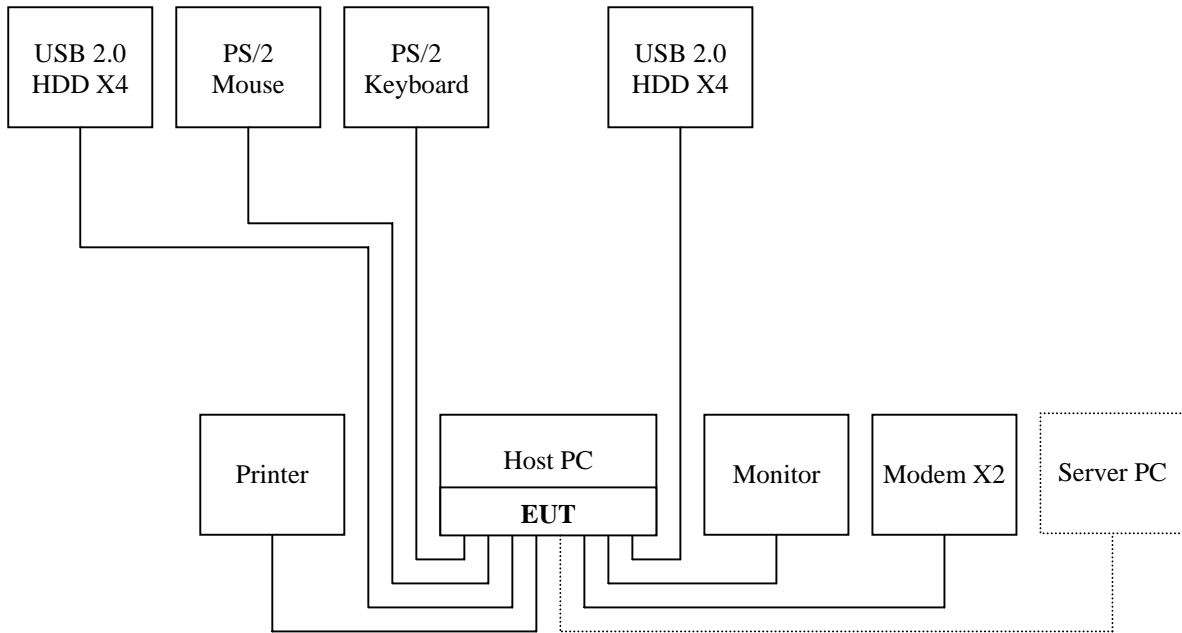 USB 2.0
HDD X4
PS/2
Mouse
PS/2
Keyboard
USB 2.0
HDD X4
Printer
Host PC
EUT
Monitor
Modem X2
Server PC